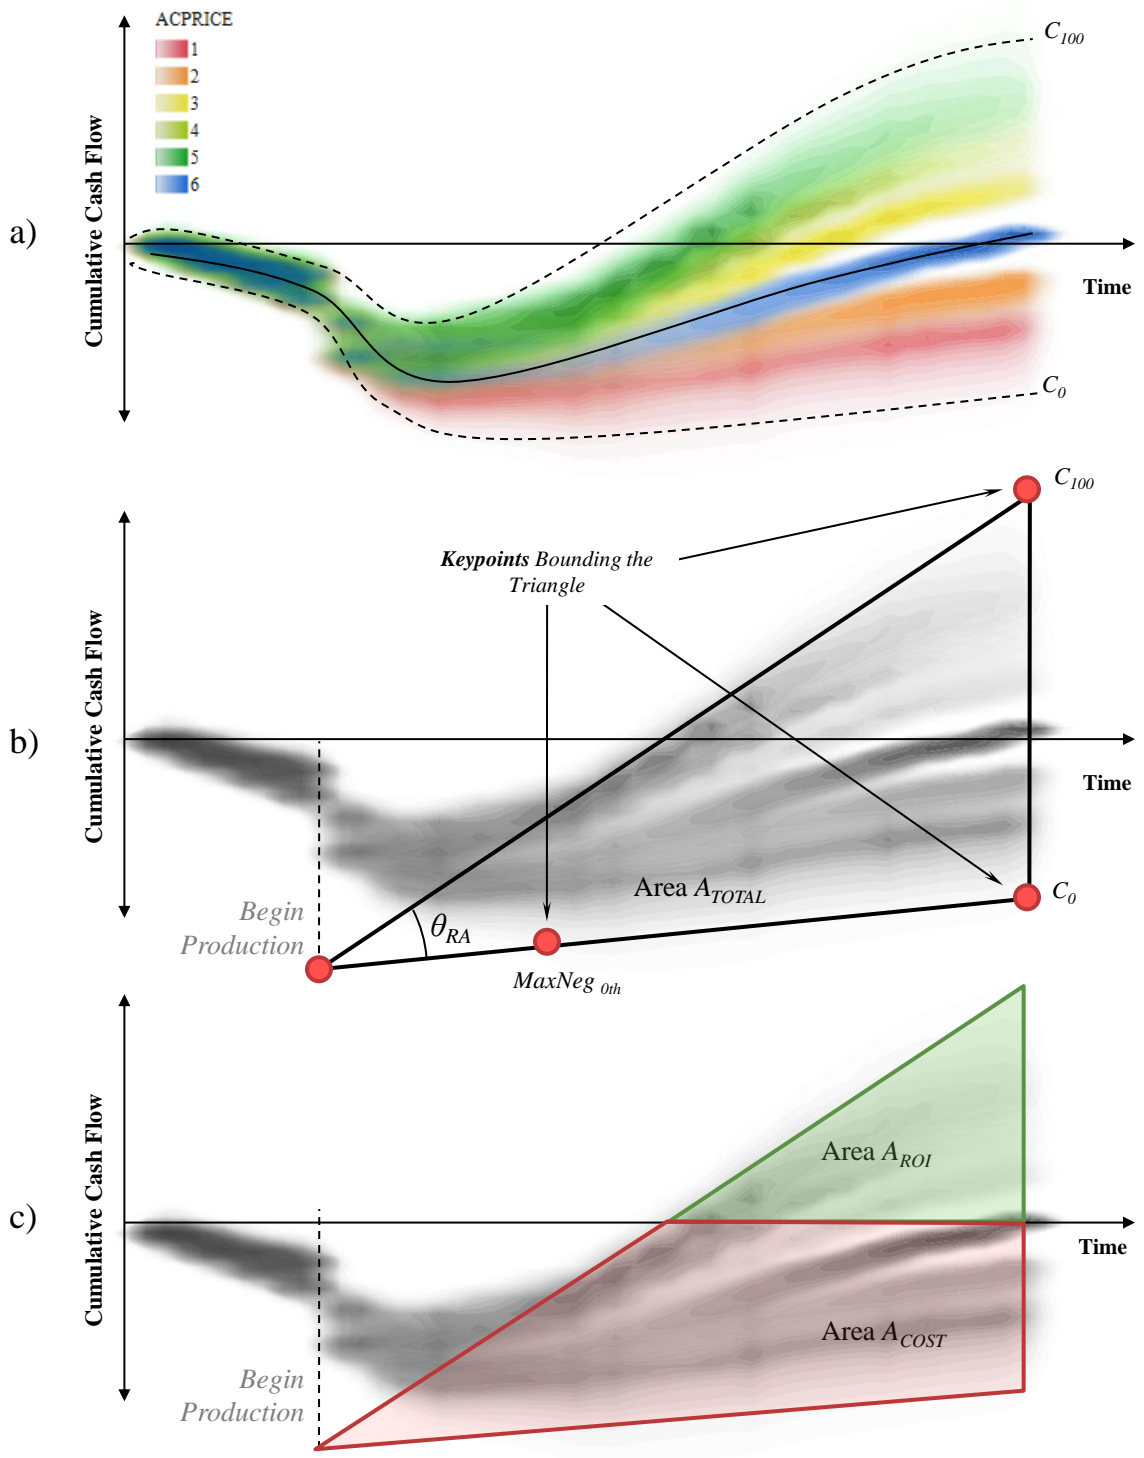 ACPRICE
1
2
3
4
5
6
C100
a)
Cumulative Cash Flow
Time
C0
C100
Keypoints Bounding the
Triangle
b)
Cumulative Cash Flow
Time
Area ATOTAL
C0
Begin
Production
θRA
MaxNeg 0th
Area AROI
c)
Cumulative Cash Flow
Time
Area ACOST
Begin
Production